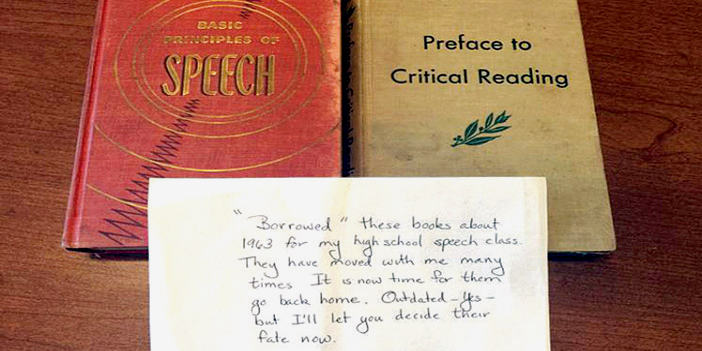 BASIC
PRINCIPLES OF
SPEECH
Preface to
Critical Reading
"Borrowed" these books about
1963 for my high school speech class.
They have moved with me many
times It is now time for them
go back home. Outdated - Yes -
but I'll let you decide their
fate now.